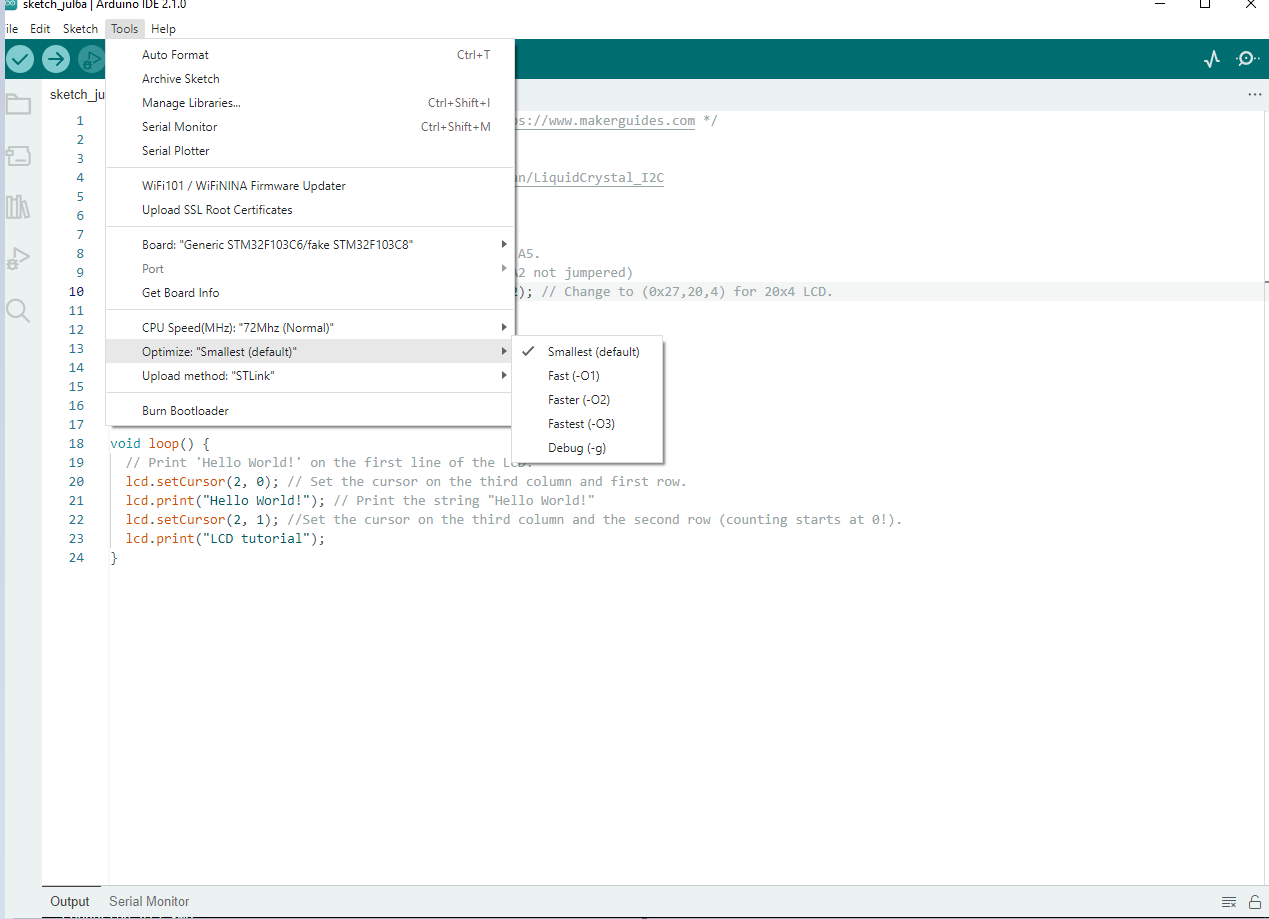 sketch_jul8a | Arduino IDE 2.1.0
ile Edit Sketch Tools Help
sketch_ju
Auto Format Ctrl+T
Archive Sketch
Manage Libraries... Ctrl+Shift+I
Serial Monitor Ctrl+Shift+M
Serial Plotter
WiFi101 / WiFiNINA Firmware Updater
Upload SSL Root Certificates
Board: "Generic STM32F103C6/fake STM32F103C8"
Port
Get Board Info
CPU Speed(MHz): "72Mhz (Normal)"
Optimize: "Smallest (default)"
Upload method: "STLink"
Burn Bootloader
Smallest (default)
Fast (-O1)
Faster (-O2)
Fastest (-O3)
Debug (-g)
1 ps://www.makerguides.com */
2
3
4 an/LiquidCrystal_I2C
5
6
7
8 A5.
9 A2 not jumpered)
10 2); // Change to (0x27,20,4) for 20x4 LCD.
11
12
13
14
15
16
17
18 void loop() {
19 // Print 'Hello World!' on the first line of the LCD.
20 lcd.setCursor(2, 0); // Set the cursor on the third column and first row.
21 lcd.print("Hello World!"); // Print the string "Hello World!"
22 lcd.setCursor(2, 1); //Set the cursor on the third column and the second row (counting starts at 0!).
23 lcd.print("LCD tutorial");
24 }
Output Serial Monitor